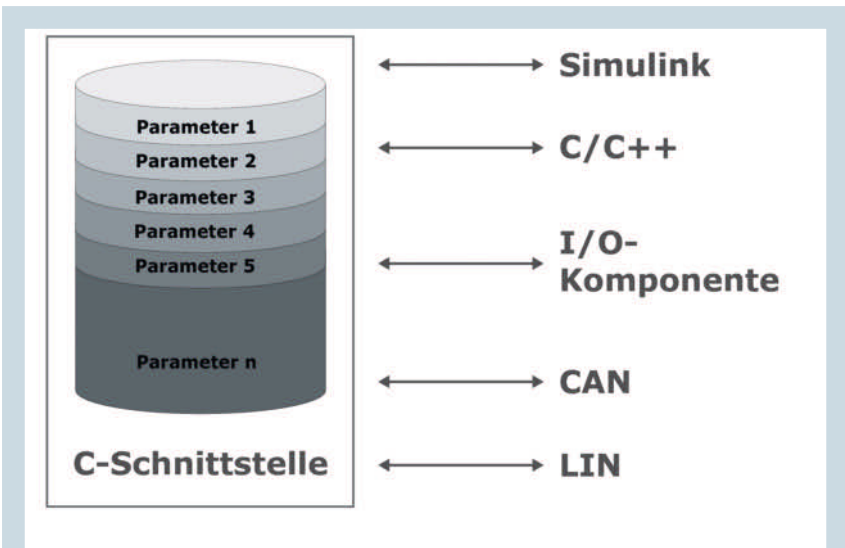 Parameter 1
Parameter 2
Parameter 3
Parameter 4
Parameter 5
Parameter n
C-Schnittstelle
Simulink
C/C++
I/O-
Komponente
CAN
LIN